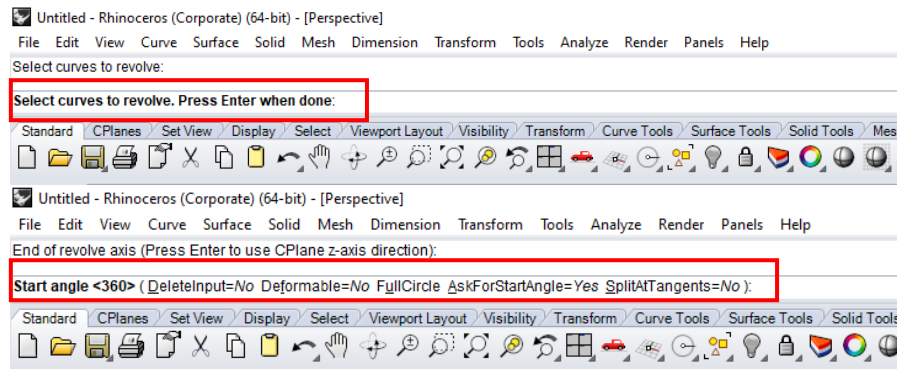 Untitled - Rhinoceros (Corporate) (64-bit) - [Perspective]
File Edit View Curve Surface Solid Mesh Dimension Transform Tools Analyze Render Panels Help
Select curves to revolve:
Select curves to revolve. Press Enter when done:
Standard CPlanes Set View Display Select Viewport Layout Visibility Transform Curve Tools Surface Tools Solid Tools Mes
Untitled - Rhinoceros (Corporate) (64-bit) - [Perspective]
File Edit View Curve Surface Solid Mesh Dimension Transform Tools Analyze Render Panels Help
End of revolve axis (Press Enter to use CPlane z-axis direction):
Start angle <360> ( DeleteInput=No Deformable=No FullCircle AskForStartAngle=Yes SplitAtTangents=No ):
Standard CPlanes Set View Display Select Viewport Layout Visibility Transform Curve Tools Surface Tools Solid Tools